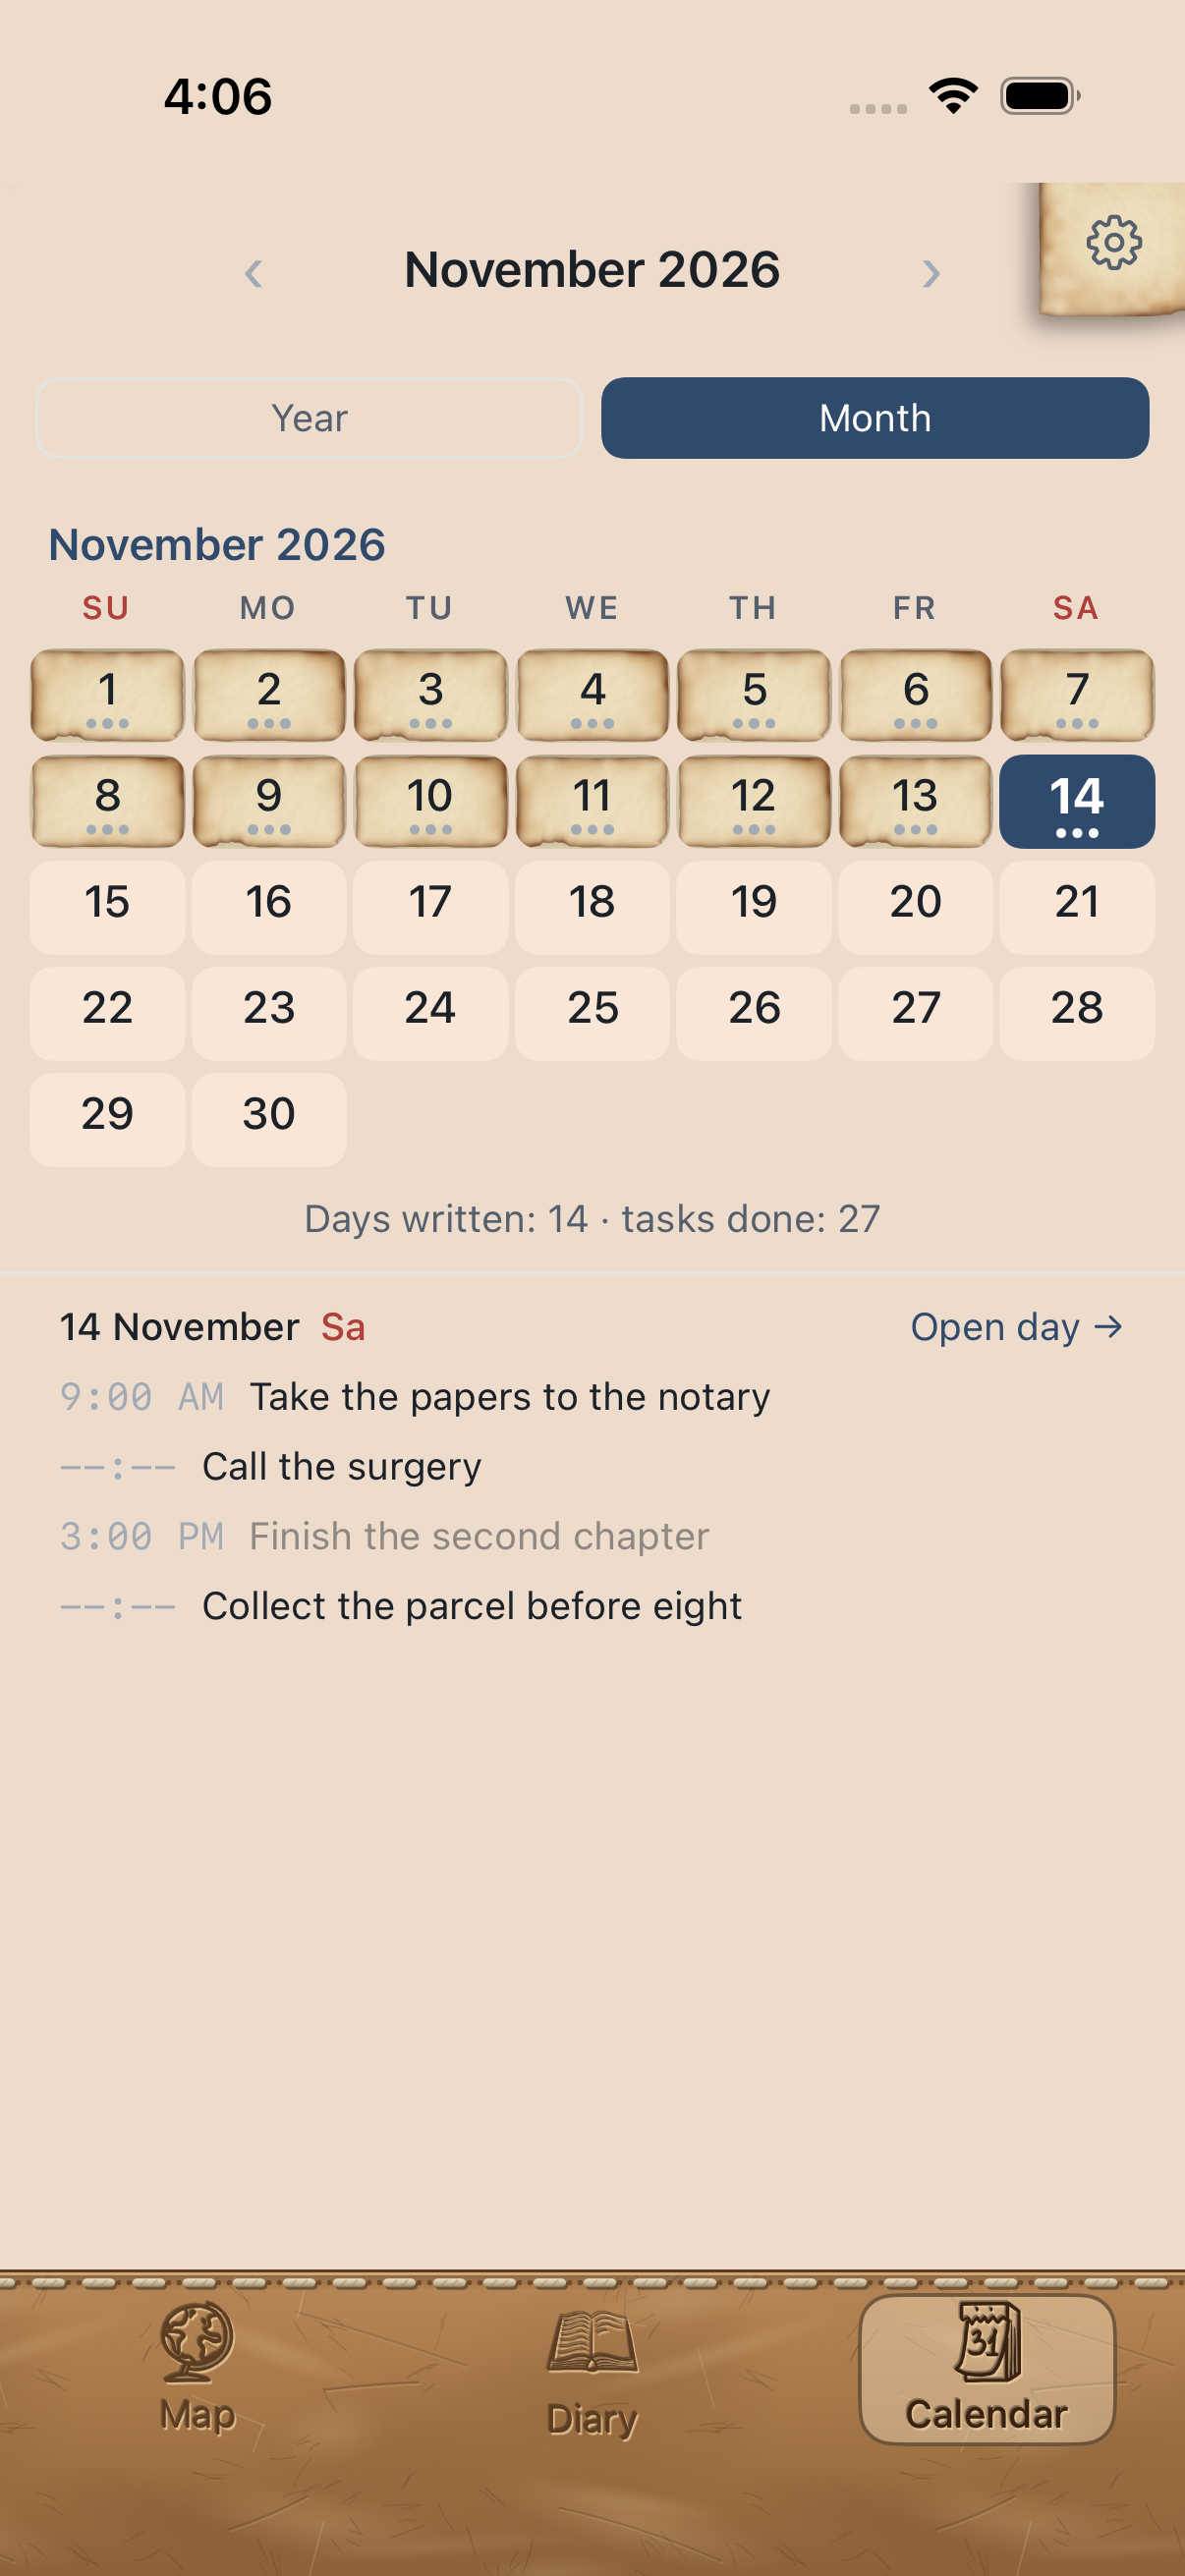 4:06
‹ November 2026 ›
Year Month
November 2026
SU MO TU WE TH FR SA
1 2 3 4 5 6 7
8 9 10 11 12 13 14
15 16 17 18 19 20 21
22 23 24 25 26 27 28
29 30
Days written: 14 · tasks done: 27
14 November Sa Open day →
9:00 AM Take the papers to the notary
––:–– Call the surgery
3:00 PM Finish the second chapter
––:–– Collect the parcel before eight
31
Map Diary Calendar